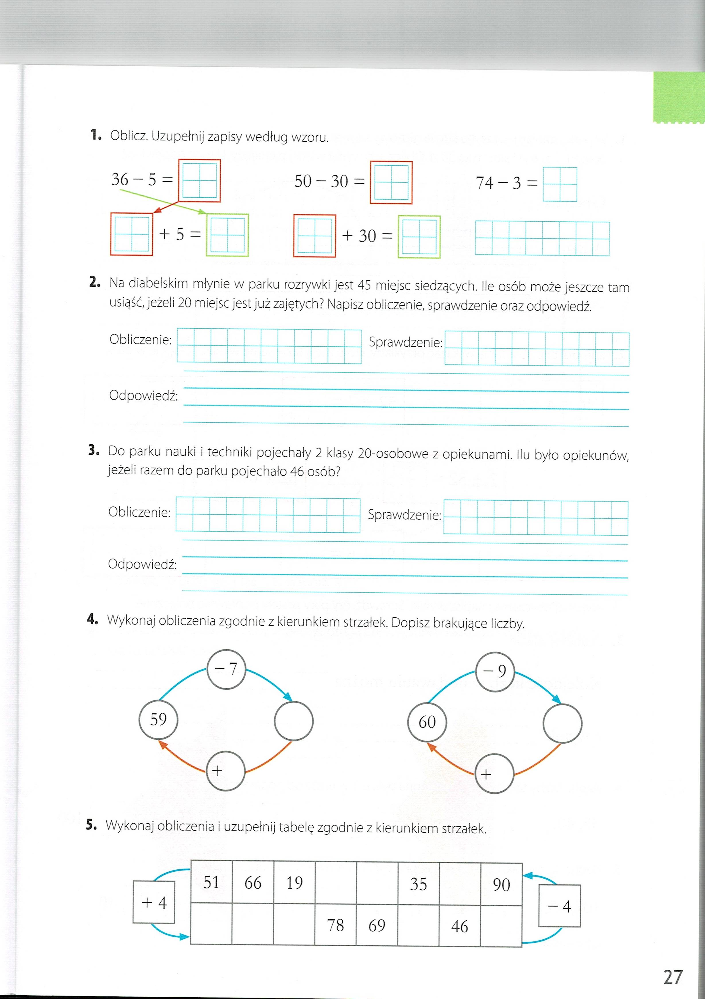 1. Oblicz. Uzupełnij zapisy według wzoru.
36 – 5 =
50 – 30 =
74 – 3 =
+ 5 =
+ 30 =
2. Na diabelskim młynie w parku rozrywki jest 45 miejsc siedzących. Ile osób może jeszcze tam
usiąść, jeżeli 20 miejsc jest już zajętych? Napisz obliczenie, sprawdzenie oraz odpowiedź.
Obliczenie:
Sprawdzenie:
Odpowiedź:
3. Do parku nauki i techniki pojechały 2 klasy 20-osobowe z opiekunami. Ilu było opiekunów,
jeżeli razem do parku pojechało 46 osób?
Obliczenie:
Sprawdzenie:
Odpowiedź:
4. Wykonaj obliczenia zgodnie z kierunkiem strzałek. Dopisz brakujące liczby.
– 7
– 9
59
60
+
+
5. Wykonaj obliczenia i uzupełnij tabelę zgodnie z kierunkiem strzałek.
51 66 19 35 90
+ 4
– 4
78 69 46
27